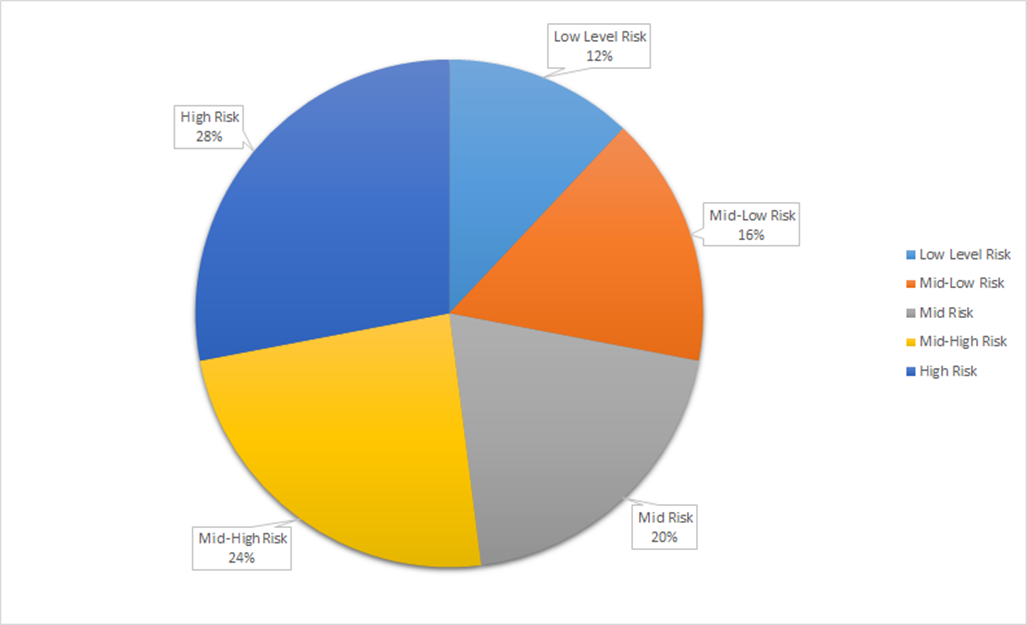 Low Level Risk
12%
High Risk
28%
Mid-Low Risk
16%
Mid Risk
20%
Mid-High Risk
24%
Low Level Risk
Mid-Low Risk
Mid Risk
Mid-High Risk
High Risk